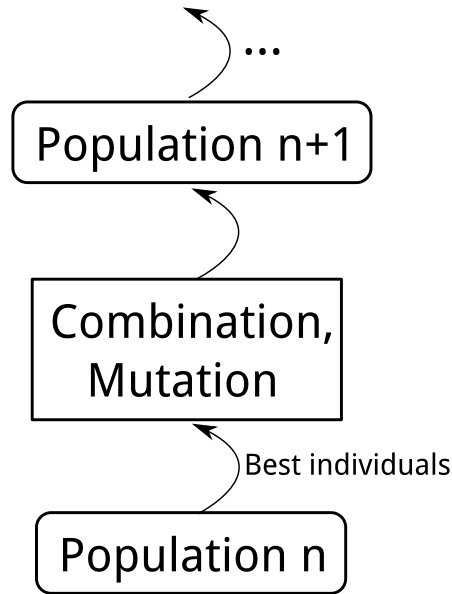 ...
Population n+1
Combination,
Mutation
Best individuals
Population n